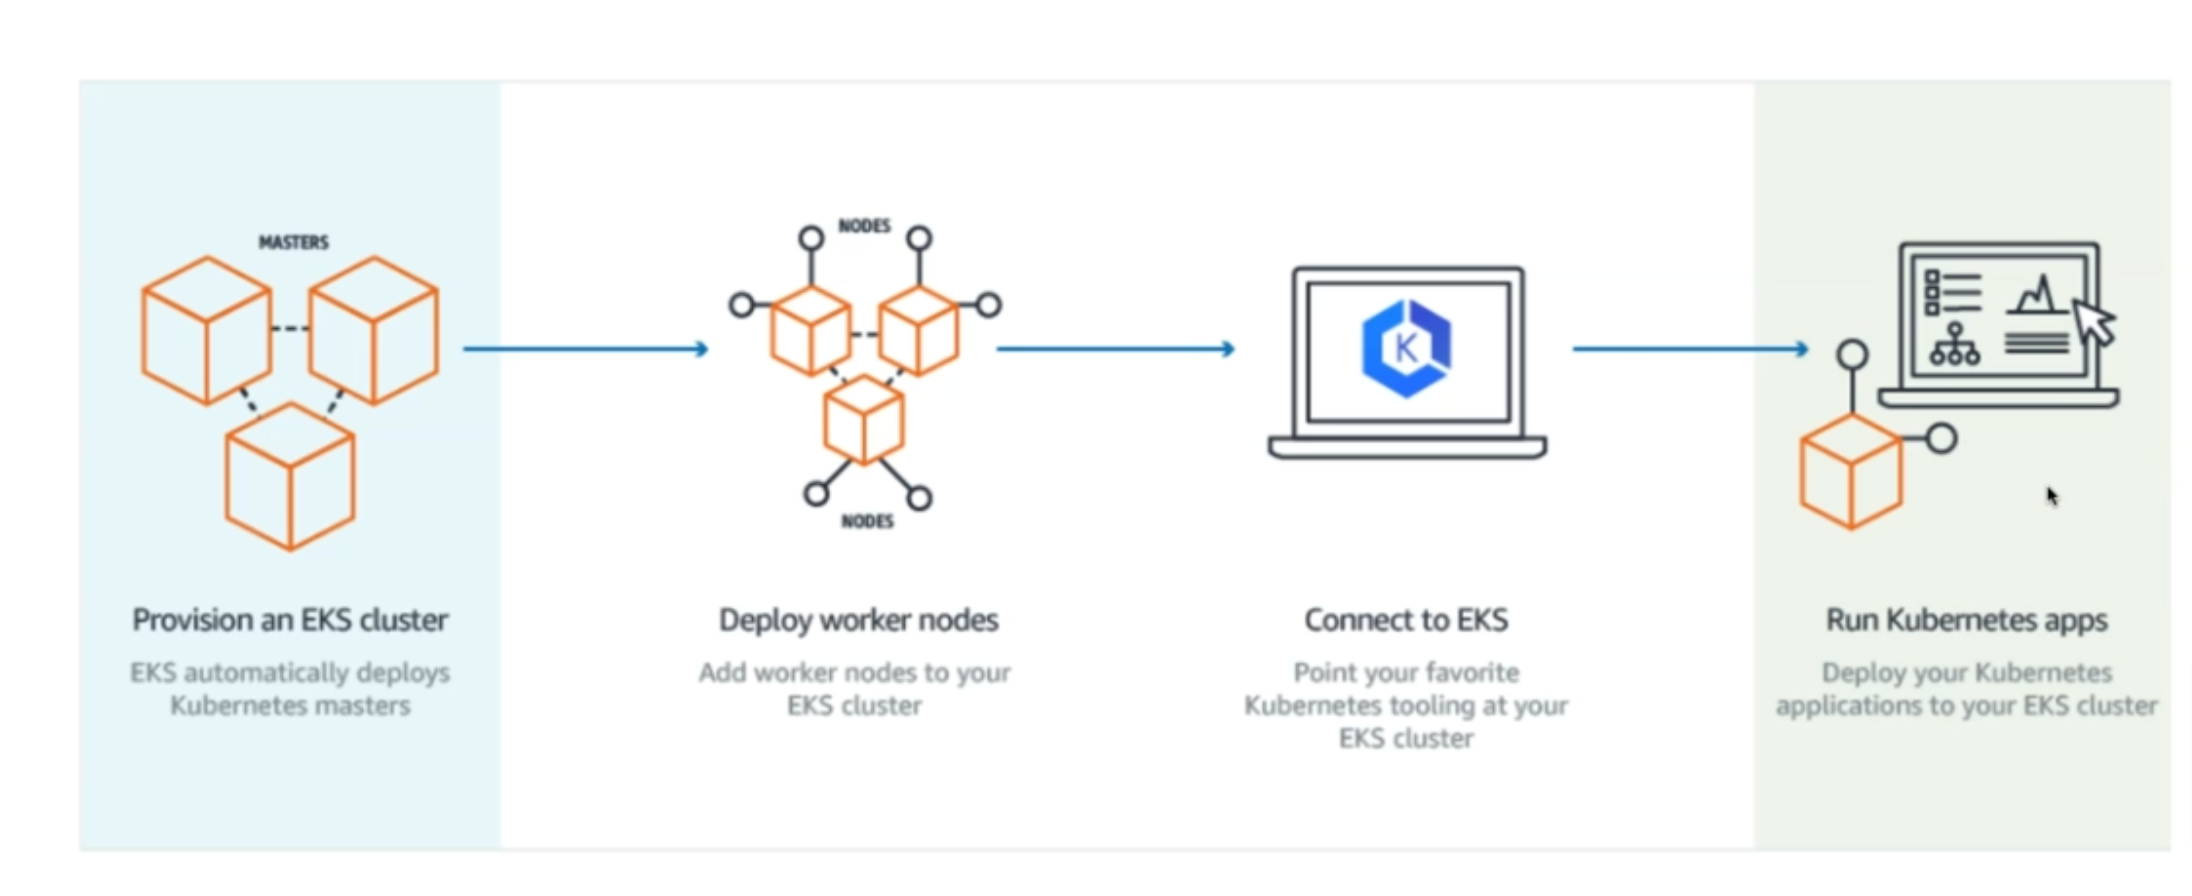 MASTERS
NODES
NODES
K
Provision an EKS cluster
EKS automatically deploys
Kubernetes masters
Deploy worker nodes
Add worker nodes to your
EKS cluster
Connect to EKS
Point your favorite
Kubernetes tooling at your
EKS cluster
Run Kubernetes apps
Deploy your Kubernetes
applications to your EKS cluster